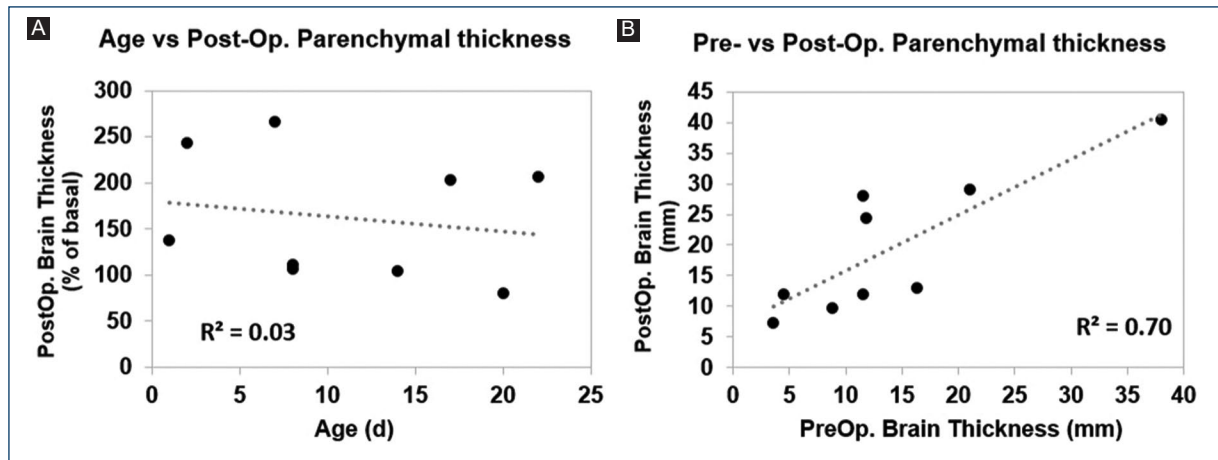 A
Age vs Post-Op. Parenchymal thickness
PostOp. Brain Thickness
(% of basal)
300
250
200
150
100
50
0
R² = 0.03
0 5 10 15 20 25
Age (d)
B
Pre- vs Post-Op. Parenchymal thickness
PostOp. Brain Thickness
(mm)
45
40
35
30
25
20
15
10
5
0
R² = 0.70
0 5 10 15 20 25 30 35 40
PreOp. Brain Thickness (mm)